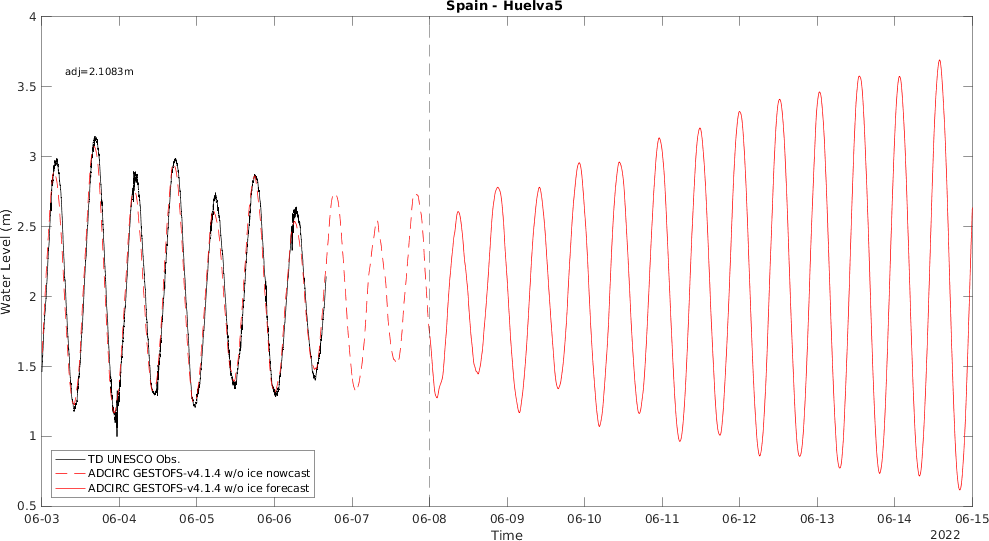 Spain - Huelva5
4
adj=2.1083m
3.5
3
2.5
Water Level (m)
2
1.5
1
TD UNESCO Obs.
ADCIRC GESTOFS-v4.1.4 w/o ice nowcast
ADCIRC GESTOFS-v4.1.4 w/o ice forecast
0.5
06-03 06-04 06-05 06-06 06-07 06-08 06-09 06-10 06-11 06-12 06-13 06-14 06-15
Time
2022